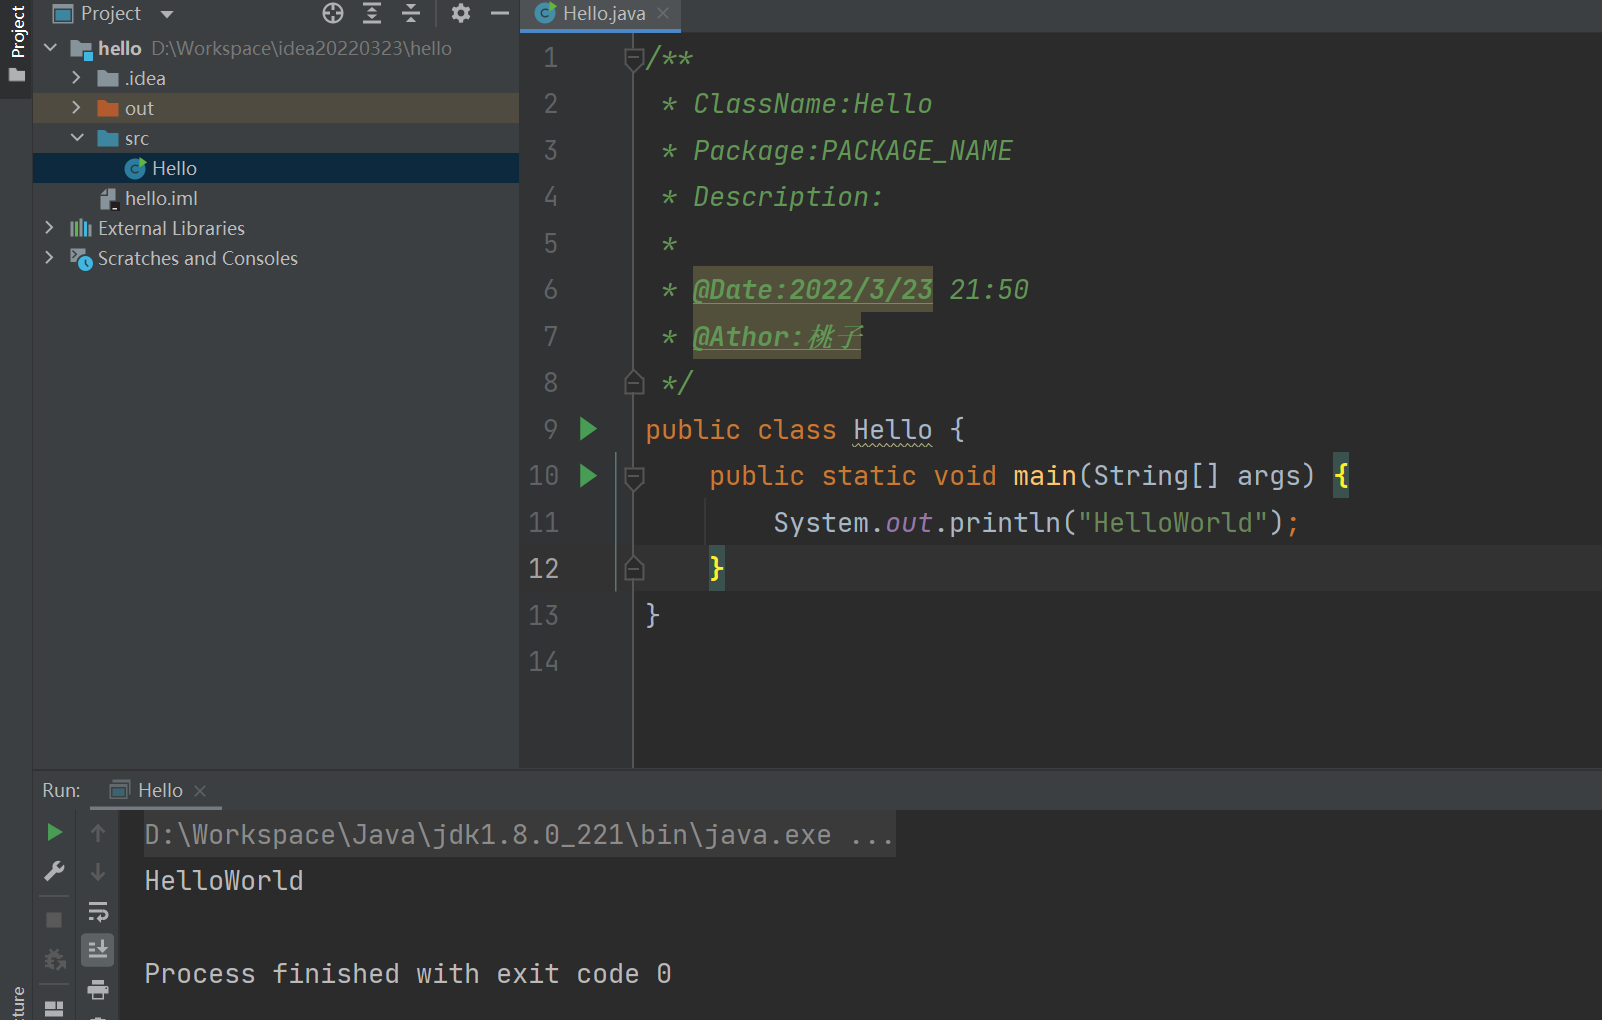 Project
Project
hello D:\Workspace\idea20220323\hello
.idea
out
src
Hello
hello.iml
External Libraries
Scratches and Consoles
Hello.java
1 /**
2 * ClassName:Hello
3 * Package:PACKAGE_NAME
4 * Description:
5 *
6 * @Date:2022/3/23 21:50
7 * @Athor:桃子
8 */
9 public class Hello {
10 public static void main(String[] args) {
11 System.out.println("HelloWorld");
12 }
13 }
14
Run: Hello
D:\Workspace\Java\jdk1.8.0_221\bin\java.exe ...
HelloWorld
Process finished with exit code 0